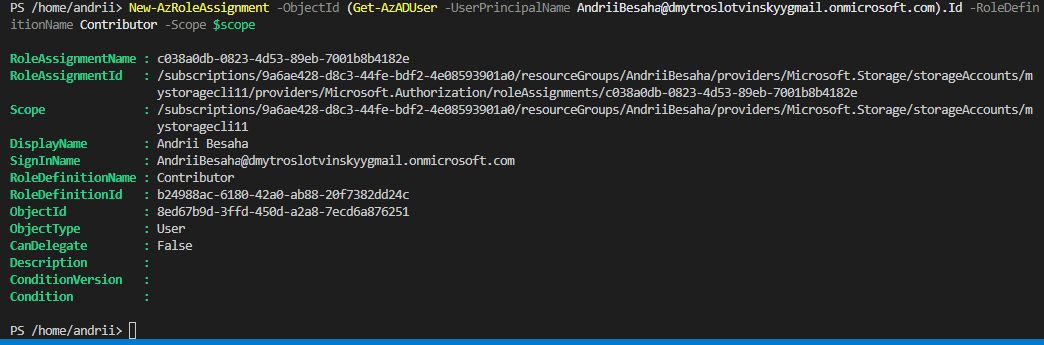 PS /home/andrii> New-AzRoleAssignment -ObjectId (Get-AzADUser -UserPrincipalName AndriiBesaha@dmytroslotvinskyygmail.onmicrosoft.com).Id -RoleDefin
itionName Contributor -Scope $scope
RoleAssignmentName : c038a0db-0823-4d53-89eb-7001b8b4182e
RoleAssignmentId   : /subscriptions/9a6ae428-d8c3-44fe-bdf2-4e08593901a0/resourceGroups/AndriiBesaha/providers/Microsoft.Storage/storageAccounts/m
ystoragecli11/providers/Microsoft.Authorization/roleAssignments/c038a0db-0823-4d53-89eb-7001b8b4182e
Scope              : /subscriptions/9a6ae428-d8c3-44fe-bdf2-4e08593901a0/resourceGroups/AndriiBesaha/providers/Microsoft.Storage/storageAccounts/m
ystoragecli11
DisplayName        : Andrii Besaha
SignInName         : AndriiBesaha@dmytroslotvinskyygmail.onmicrosoft.com
RoleDefinitionName : Contributor
RoleDefinitionId   : b24988ac-6180-42a0-ab88-20f7382dd24c
ObjectId           : 8ed67b9d-3ffd-450d-a2a8-7ecd6a876251
ObjectType         : User
CanDelegate        : False
Description        :
ConditionVersion   :
Condition          :
PS /home/andrii>